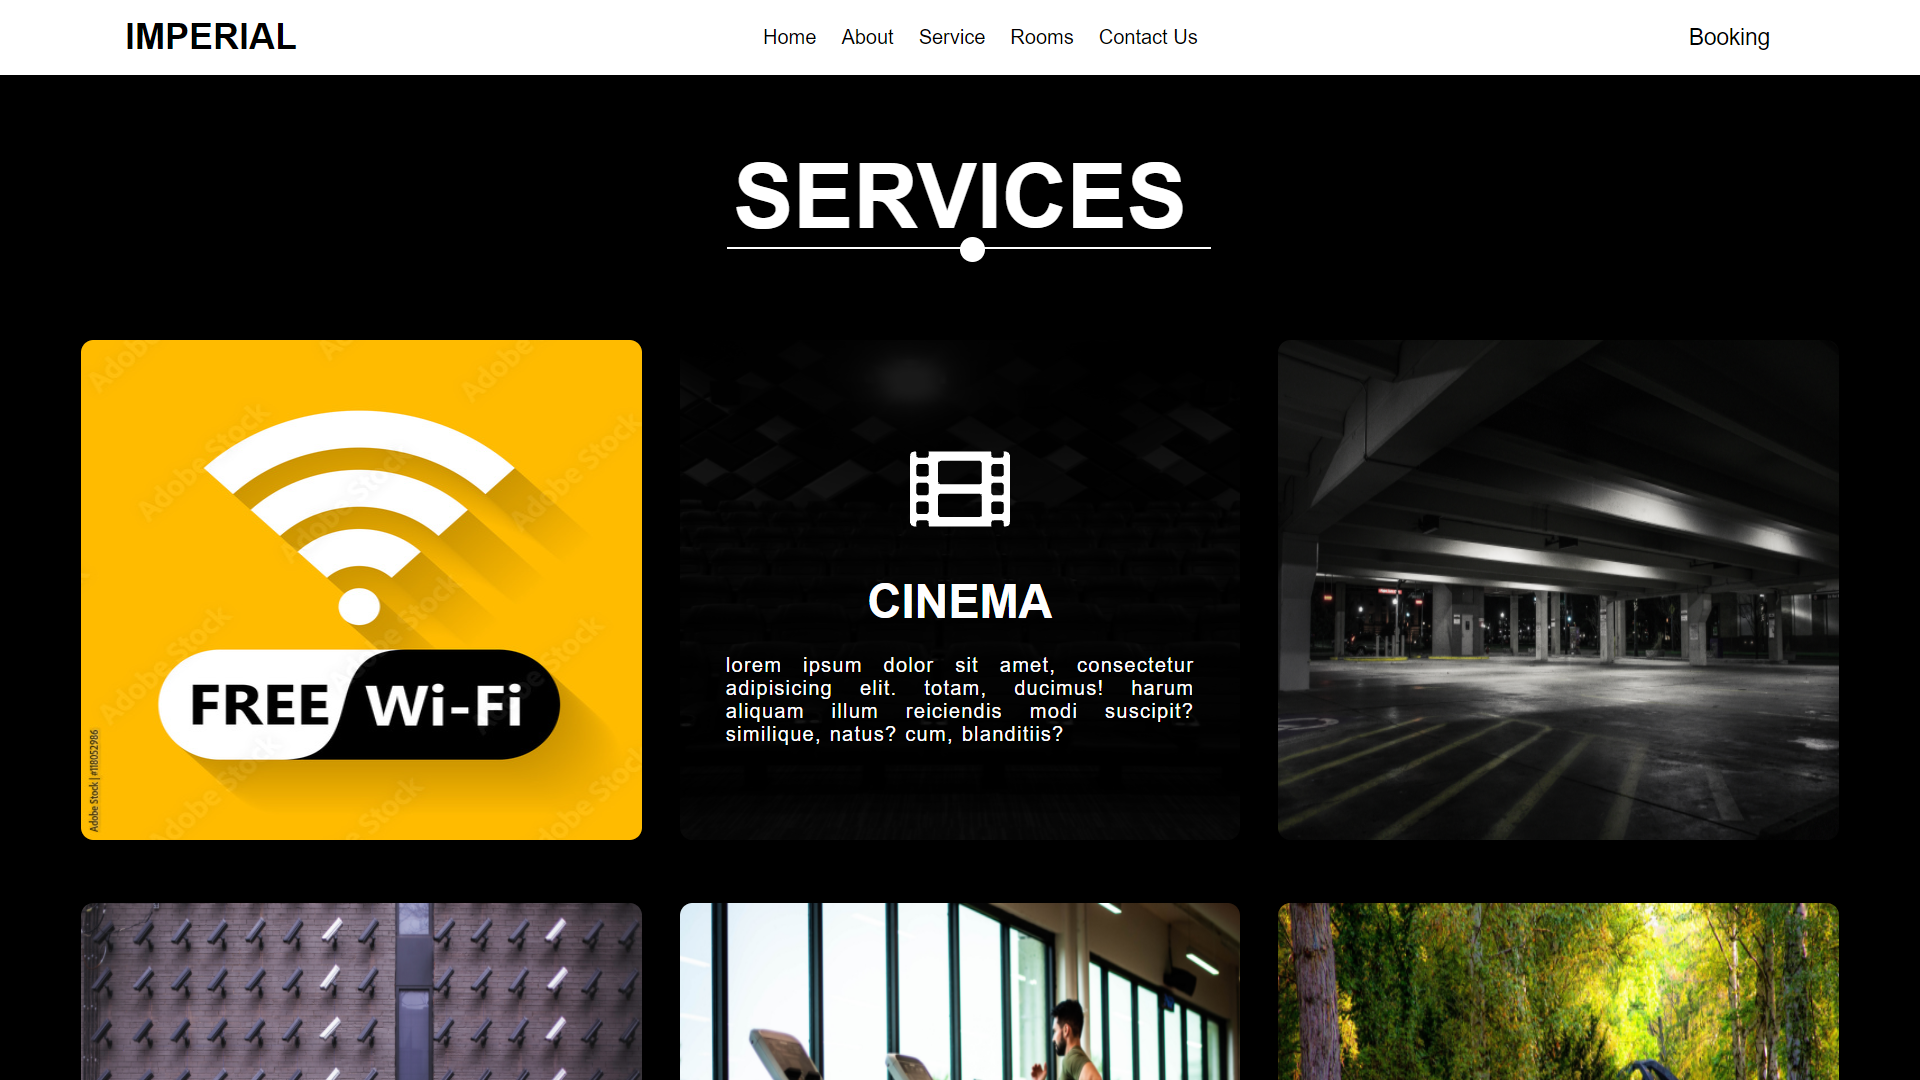 IMPERIAL
Home About Service Rooms Contact Us
Booking
SERVICES
FREE Wi-Fi
Adobe Stock | #118052986
CINEMA
lorem ipsum dolor sit amet, consectetur
adipisicing elit. totam, ducimus! harum
aliquam illum reiciendis modi suscipit?
similique, natus? cum, blanditiis?